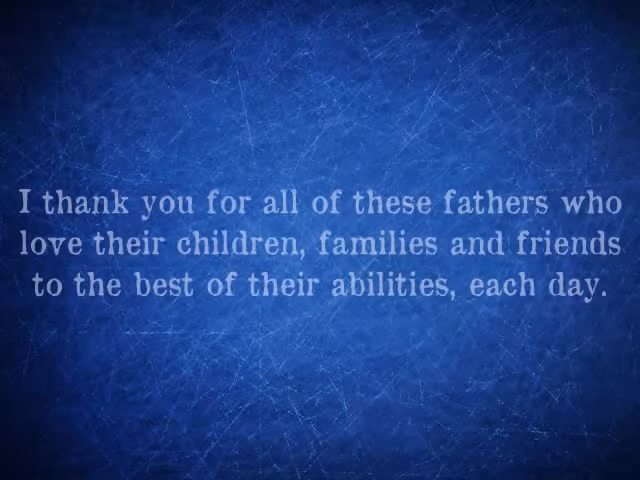 I thank you for all of these fathers who
love their children, families and friends
to the best of their abilities, each day.